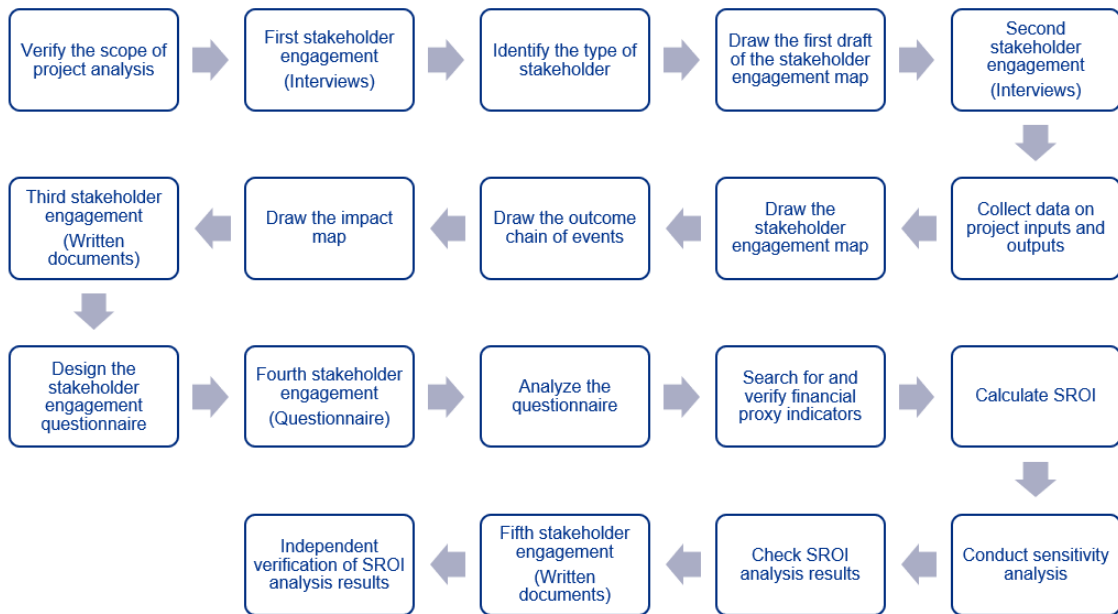 Verify the scope of
project analysis
First stakeholder
engagement
(Interviews)
Identify the type of
stakeholder
Draw the first draft
of the stakeholder
engagement map
Second
stakeholder
engagement
(Interviews)
Third stakeholder
engagement
(Written
documents)
Draw the impact
map
Draw the outcome
chain of events
Draw the
stakeholder
engagement map
Collect data on
project inputs and
outputs
Design the
stakeholder
engagement
questionnaire
Fourth stakeholder
engagement
(Questionnaire)
Analyze the
questionnaire
Search for and
verify financial
proxy indicators
Calculate SROI
Independent
verification of SROI
analysis results
Fifth stakeholder
engagement
(Written
documents)
Check SROI
analysis results
Conduct sensitivity
analysis